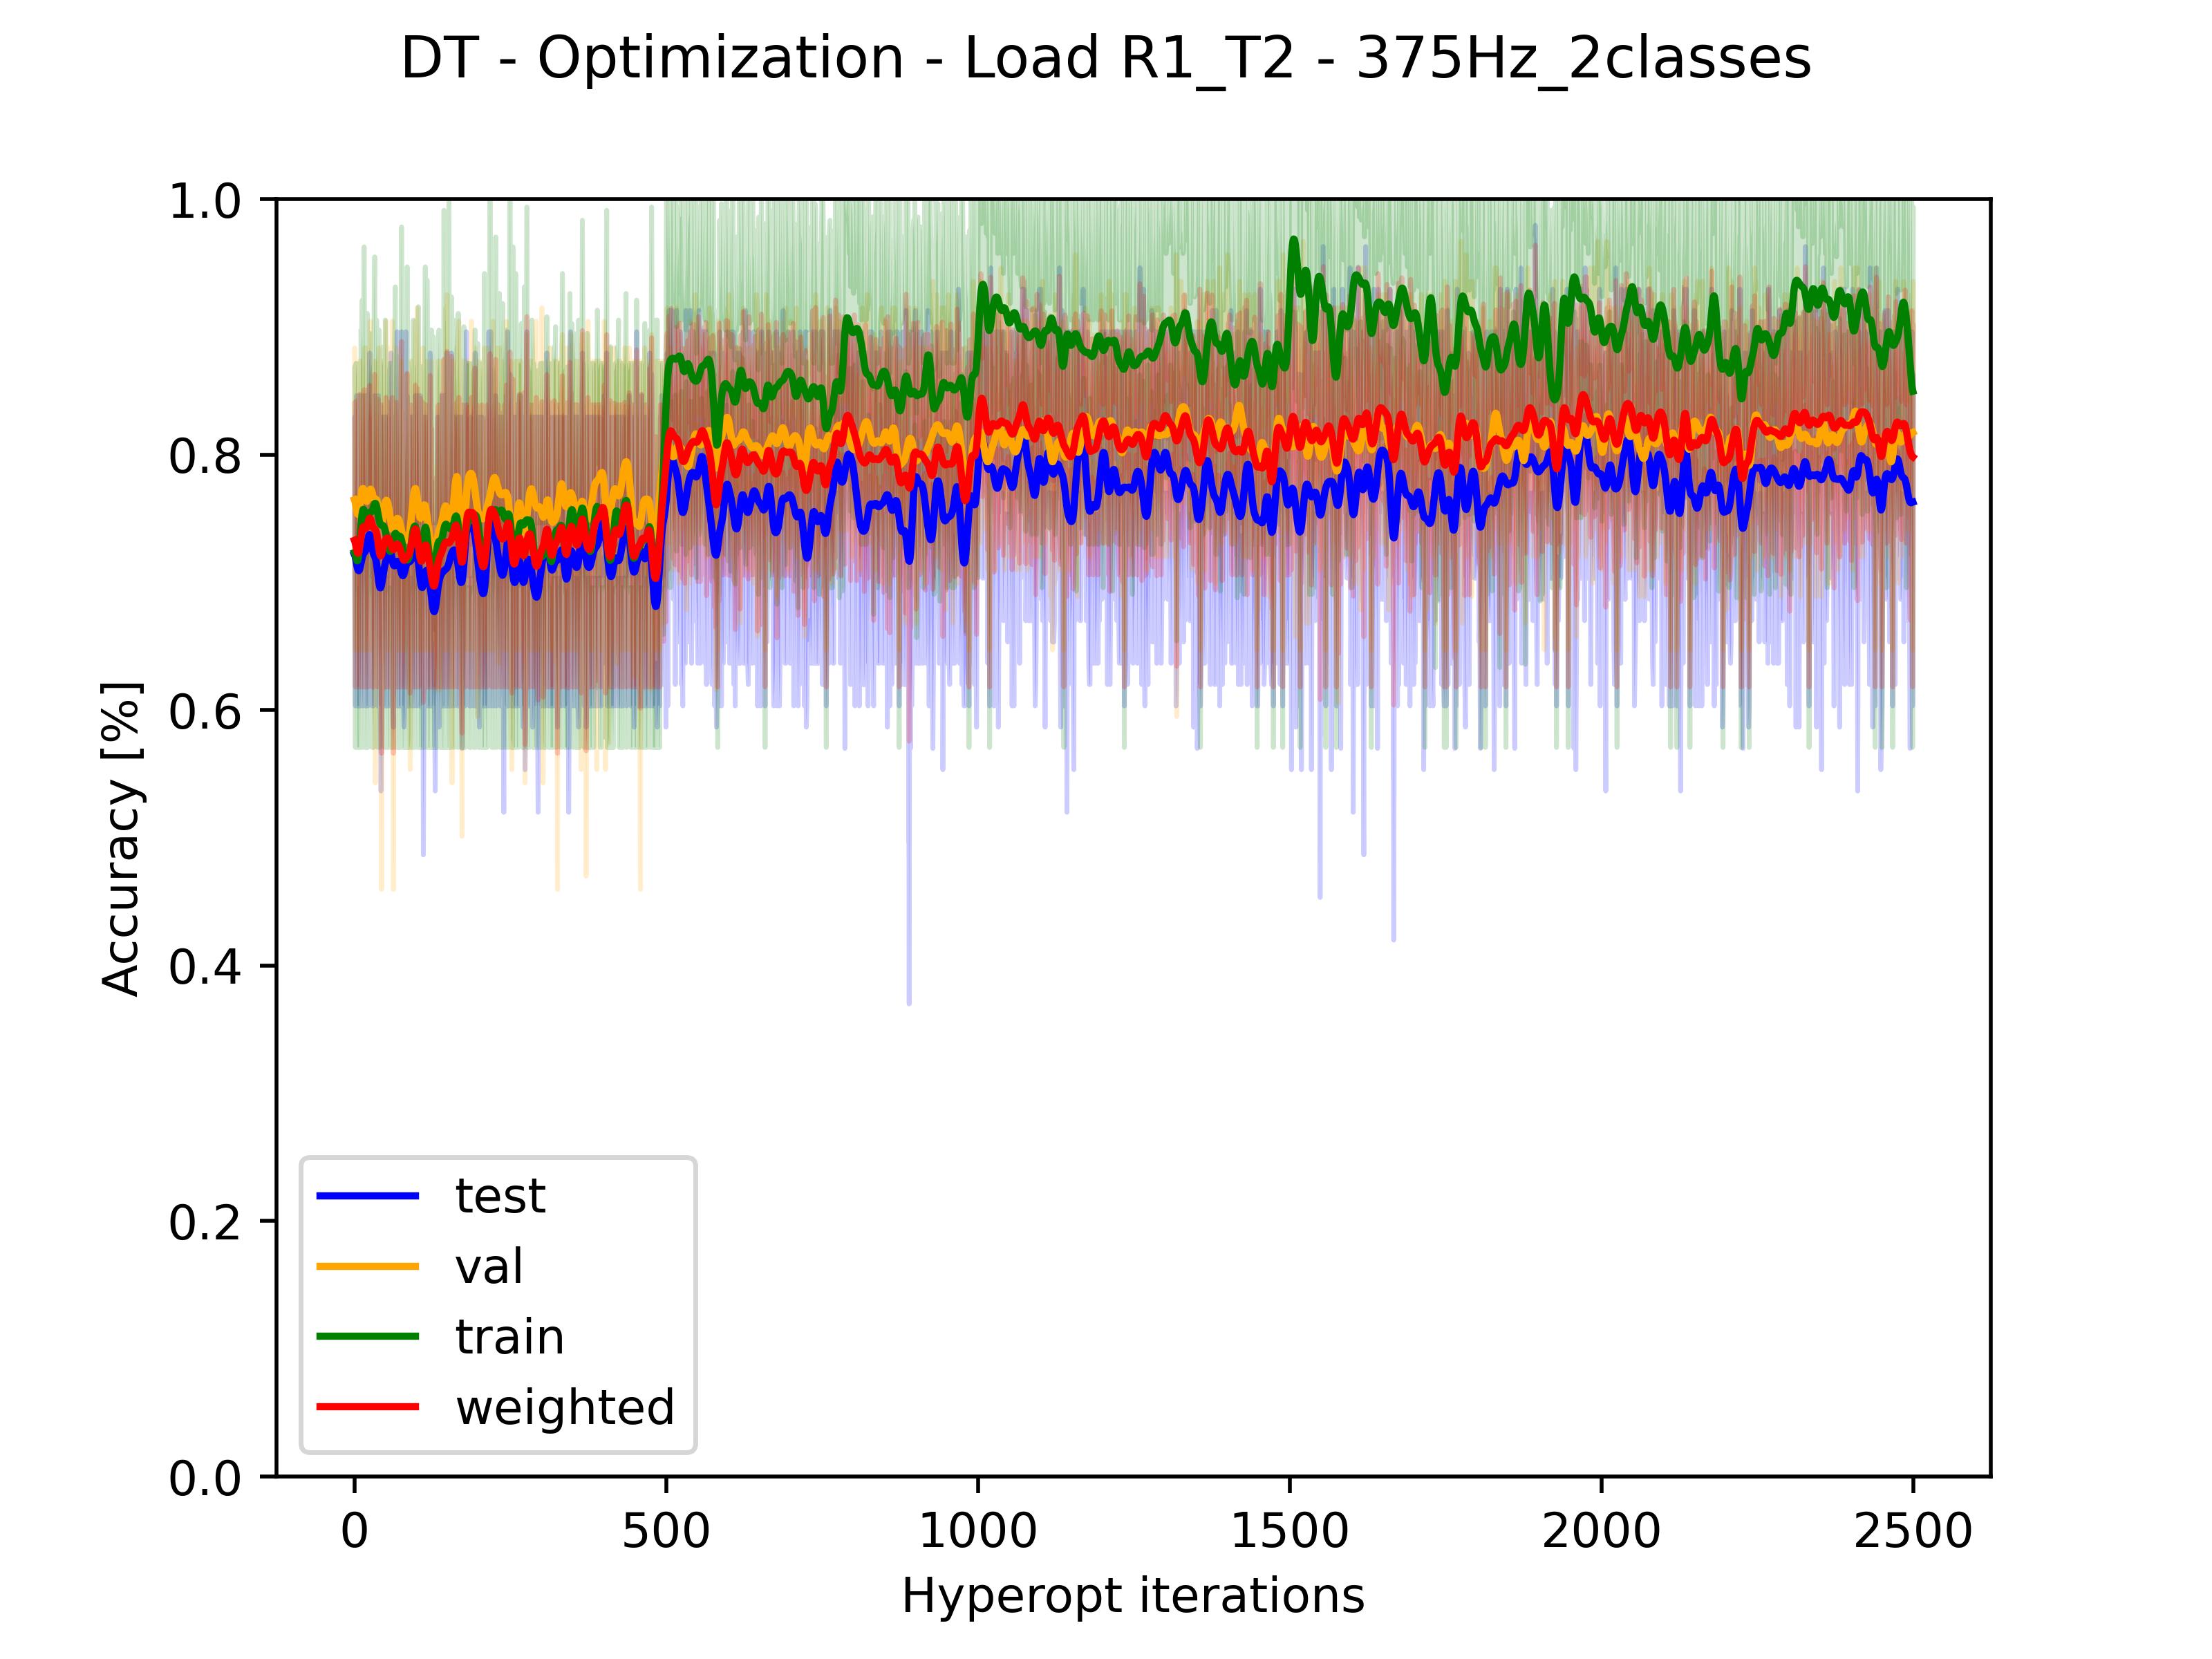 DT - Optimization - Load R1_T2 - 375Hz_2classes
1.0
0.8
0.6
0.4
0.2
0.0
Accuracy [%]
test
val
train
weighted
0 500 1000 1500 2000 2500
Hyperopt iterations